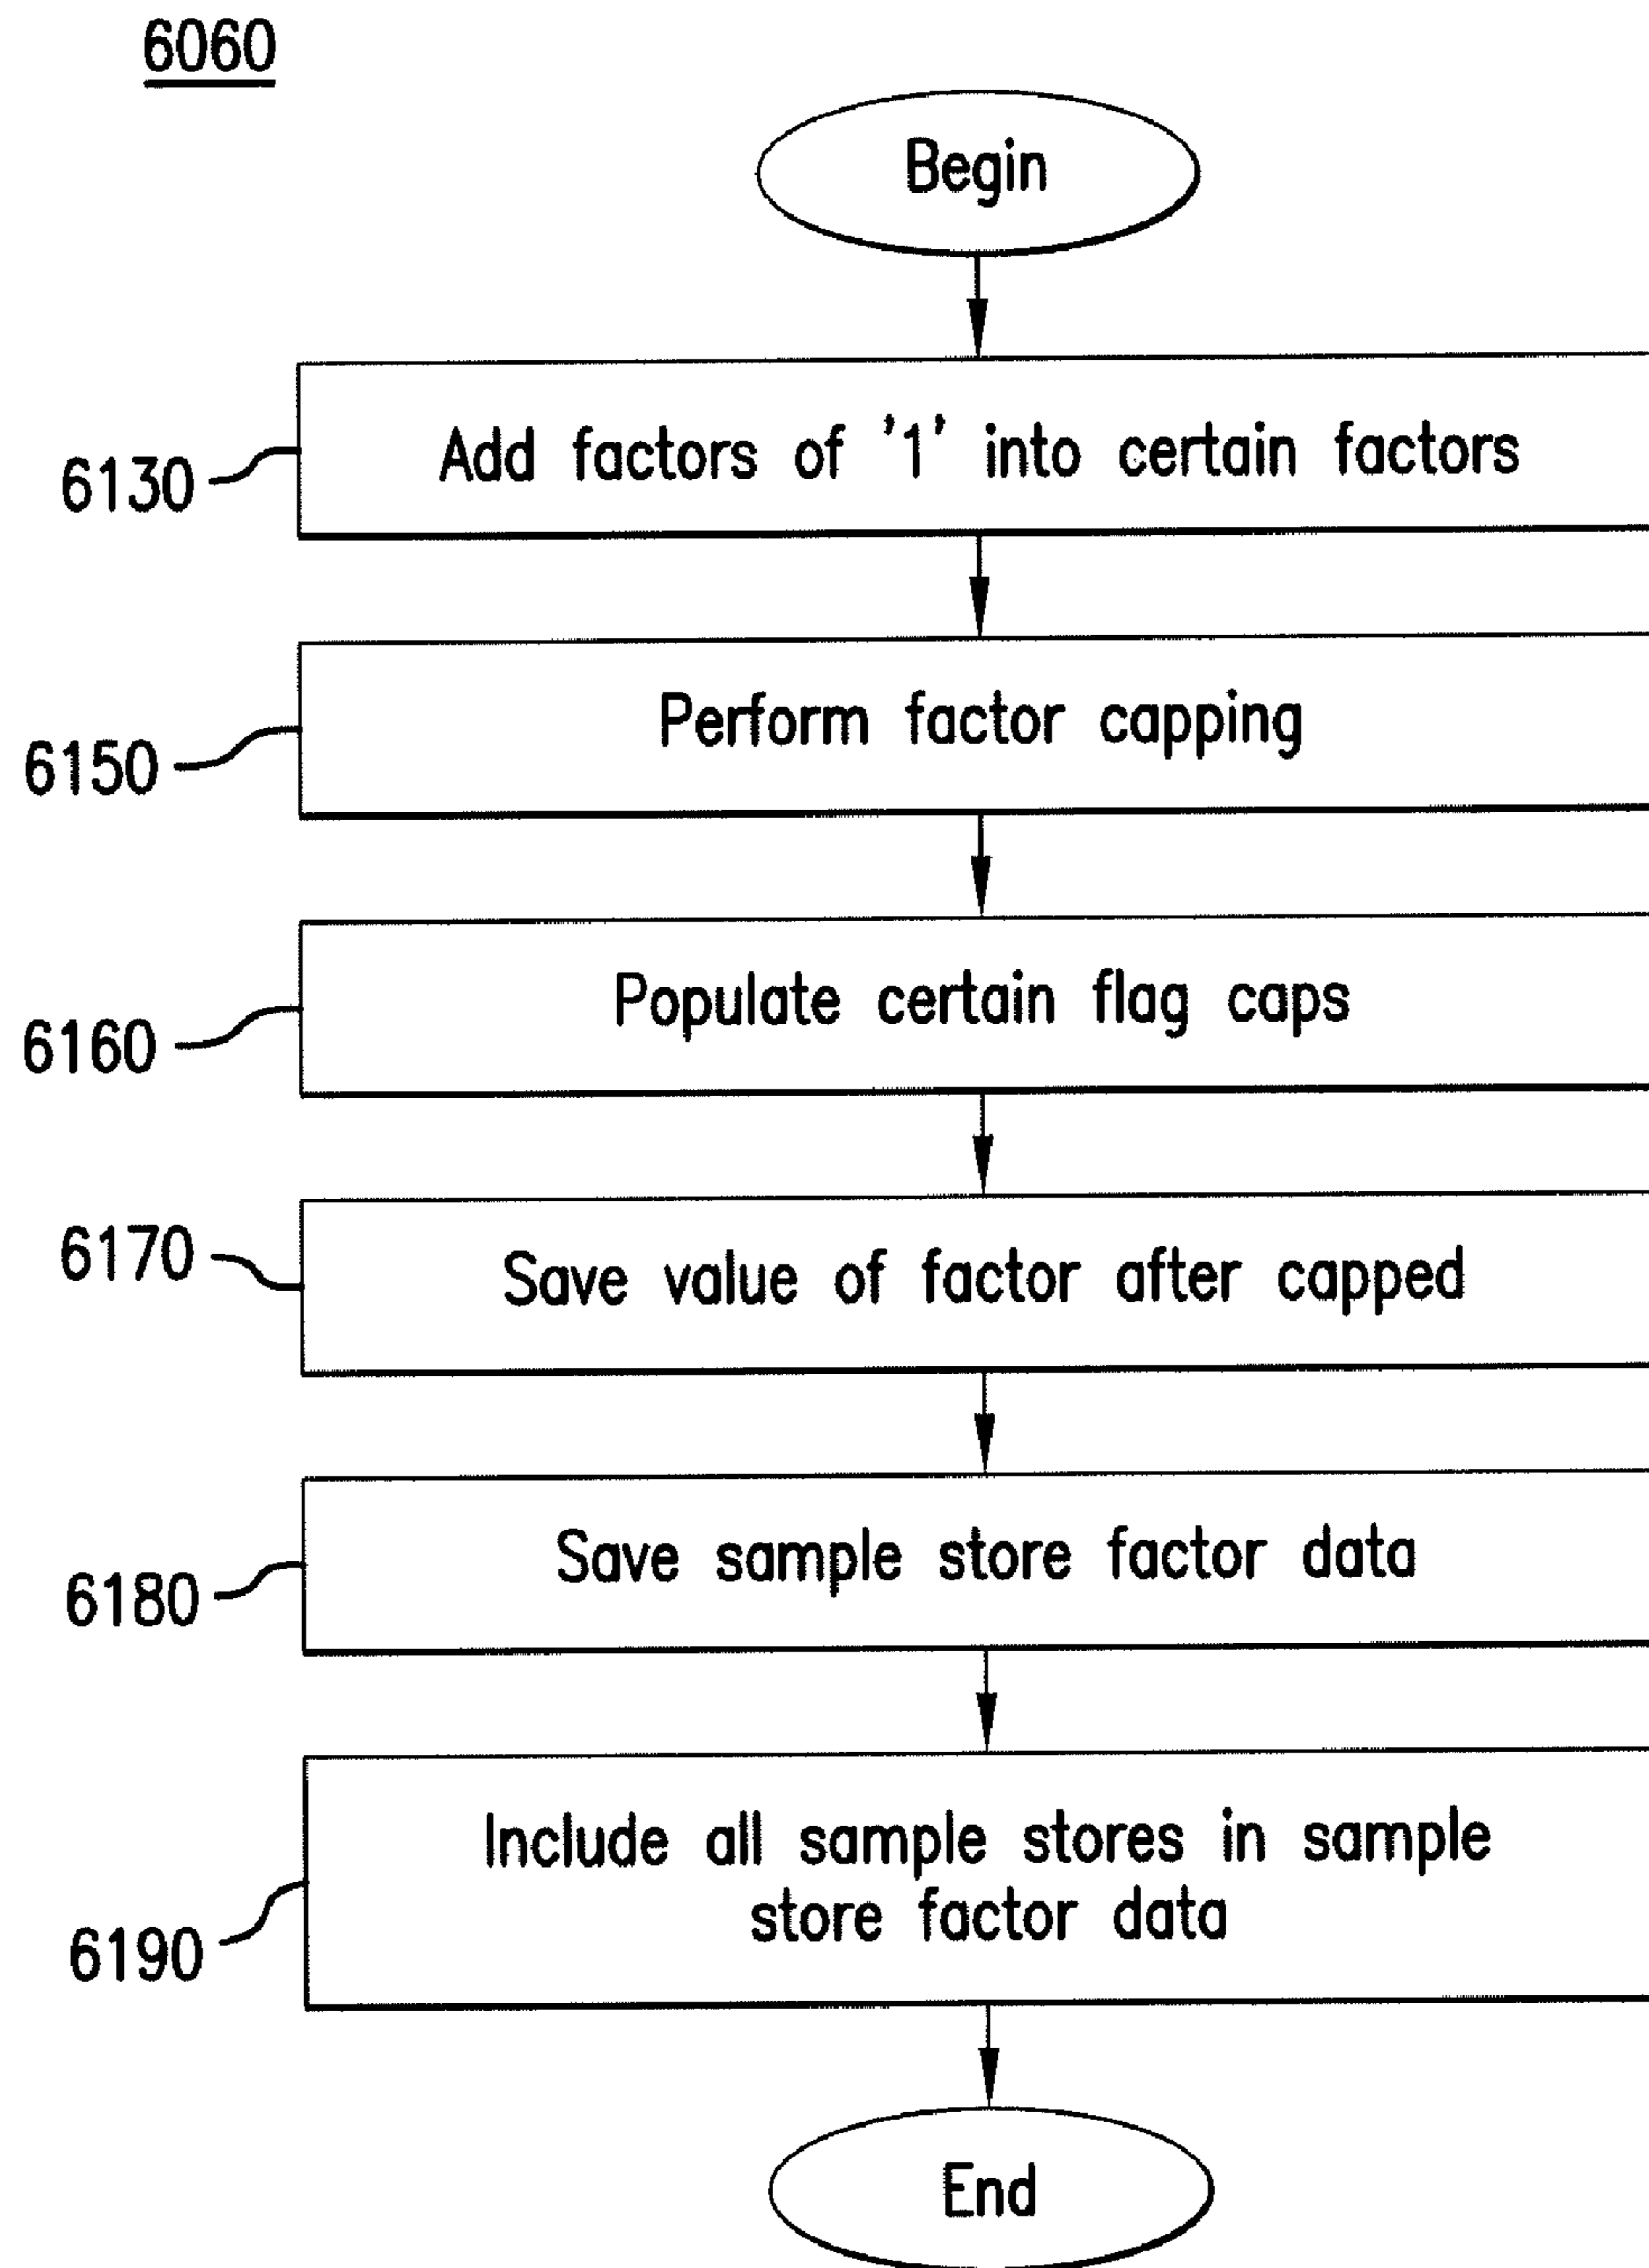 6060
Begin
6130
Add factors of '1' into certain factors
6150
Perform factor capping
6160
Populate certain flag caps
6170
Save value of factor after capped
6180
Save sample store factor data
6190
Include all sample stores in sample
store factor data
End